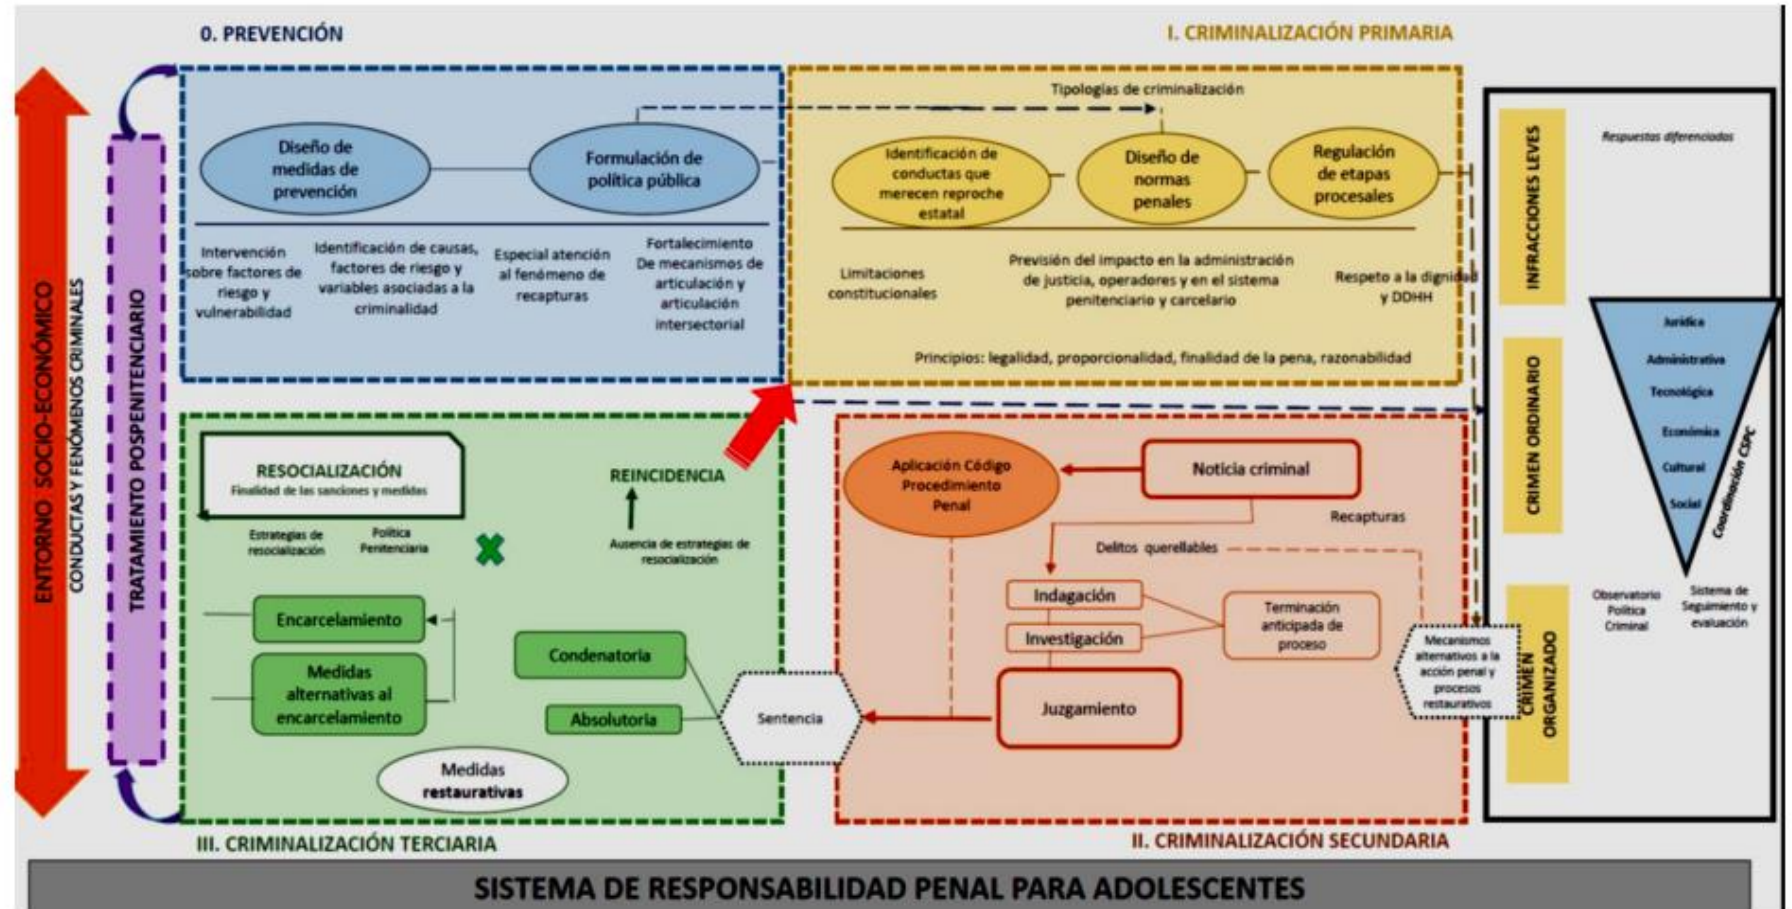 0. PREVENCIÓN
I. CRIMINALIZACIÓN PRIMARIA
ENTORNO SOCIO-ECONÓMICO
CONDUCTAS Y FENÓMENOS CRIMINALES
TRATAMIENTO POSPENITENCIARIO
Diseño de
medidas de
prevención
Formulación de
política pública
Intervención
sobre factores de
riesgo y
vulnerabilidad
Identificación de causas,
factores de riesgo y
variables asociadas a la
criminalidad
Especial atención
al fenómeno de
recapturas
Fortalecimiento
De mecanismos de
articulación y
articulación
intersectorial
Tipologías de criminalización
Identificación de
conductas que
merecen reproche
estatal
Diseño de
normas
penales
Regulación
de etapas
procesales
Limitaciones
constitucionales
Previsión del impacto en la administración
de justicia, operadores y en el sistema
penitenciario y carcelario
Respeto a la dignidad
y DDHH
Principios: legalidad, proporcionalidad, finalidad de la pena, razonabilidad
INFRACCIONES LEVES
CRIMEN ORDINARIO
CRIMEN
ORGANIZADO
Respuestas diferenciadas
Jurídica
Administrativa
Tecnológica
Económica
Cultural
Social
Coordinación CSPC
Observatorio
Política
Criminal
Sistema de
Seguimiento y
evaluación
RESOCIALIZACIÓN
Finalidad de las sanciones y medidas
Estrategias de
resocialización
Política
Penitenciaria
REINCIDENCIA
Ausencia de estrategias de
resocialización
Encarcelamiento
Medidas
alternativas al
encarcelamiento
Condenatoria
Absolutoria
Medidas
restaurativas
Sentencia
Aplicación Código
Procedimiento
Penal
Noticia criminal
Recapturas
Delitos querellables
Indagación
Investigación
Terminación
anticipada de
proceso
Juzgamiento
Mecanismos
alternativos a la
acción penal y
procesos
restaurativos
III. CRIMINALIZACIÓN TERCIARIA
II. CRIMINALIZACIÓN SECUNDARIA
SISTEMA DE RESPONSABILIDAD PENAL PARA ADOLESCENTES